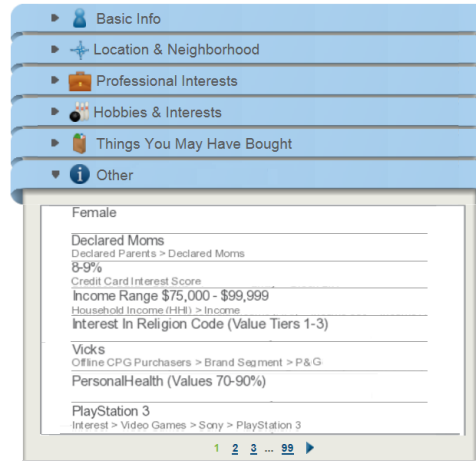 Basic Info
Location & Neighborhood
Professional Interests
Hobbies & Interests
Things You May Have Bought
Other
Female
Declared Moms
Declared Parents > Declared Moms
8-9%
Credit Card Interest Score
Income Range $75,000 - $99,999
Household Income (HHI) > Income
Interest In Religion Code (Value Tiers 1-3)
Vicks
Offline CPG Purchasers > Brand Segment > P&G
PersonalHealth (Values 70-90%)
PlayStation 3
Interest > Video Games > Sony > PlayStation 3
1 2 3 ... 99